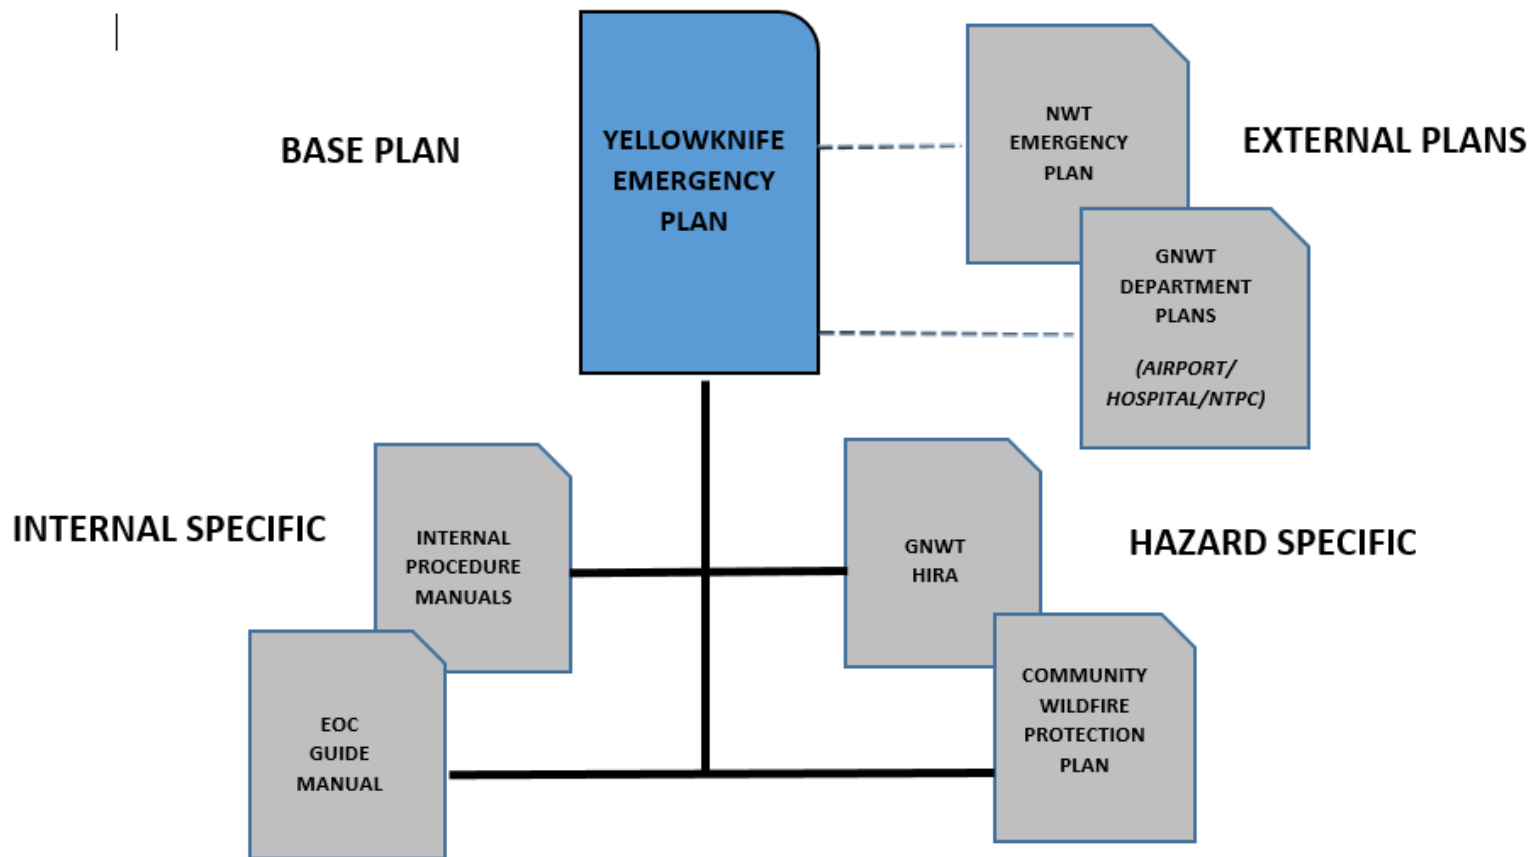 BASE PLAN
YELLOWKNIFE
EMERGENCY
PLAN
NWT
EMERGENCY
PLAN
EXTERNAL PLANS
GNWT
DEPARTMENT
PLANS
(AIRPORT/
HOSPITAL/NTPC)
INTERNAL SPECIFIC
INTERNAL
PROCEDURE
MANUALS
GNWT
HIRA
HAZARD SPECIFIC
EOC
GUIDE
MANUAL
COMMUNITY
WILDFIRE
PROTECTION
PLAN